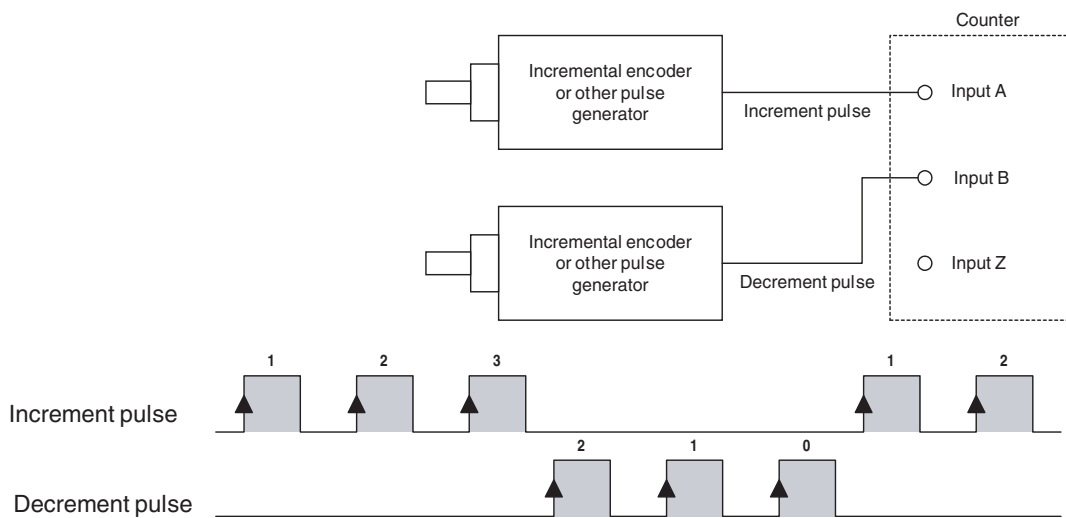 Counter
Incremental encoder
or other pulse
generator
Increment pulse
Input A
Input B
Incremental encoder
or other pulse
generator
Decrement pulse
Input Z
1 2 3 1 2
Increment pulse
2 1 0
Decrement pulse